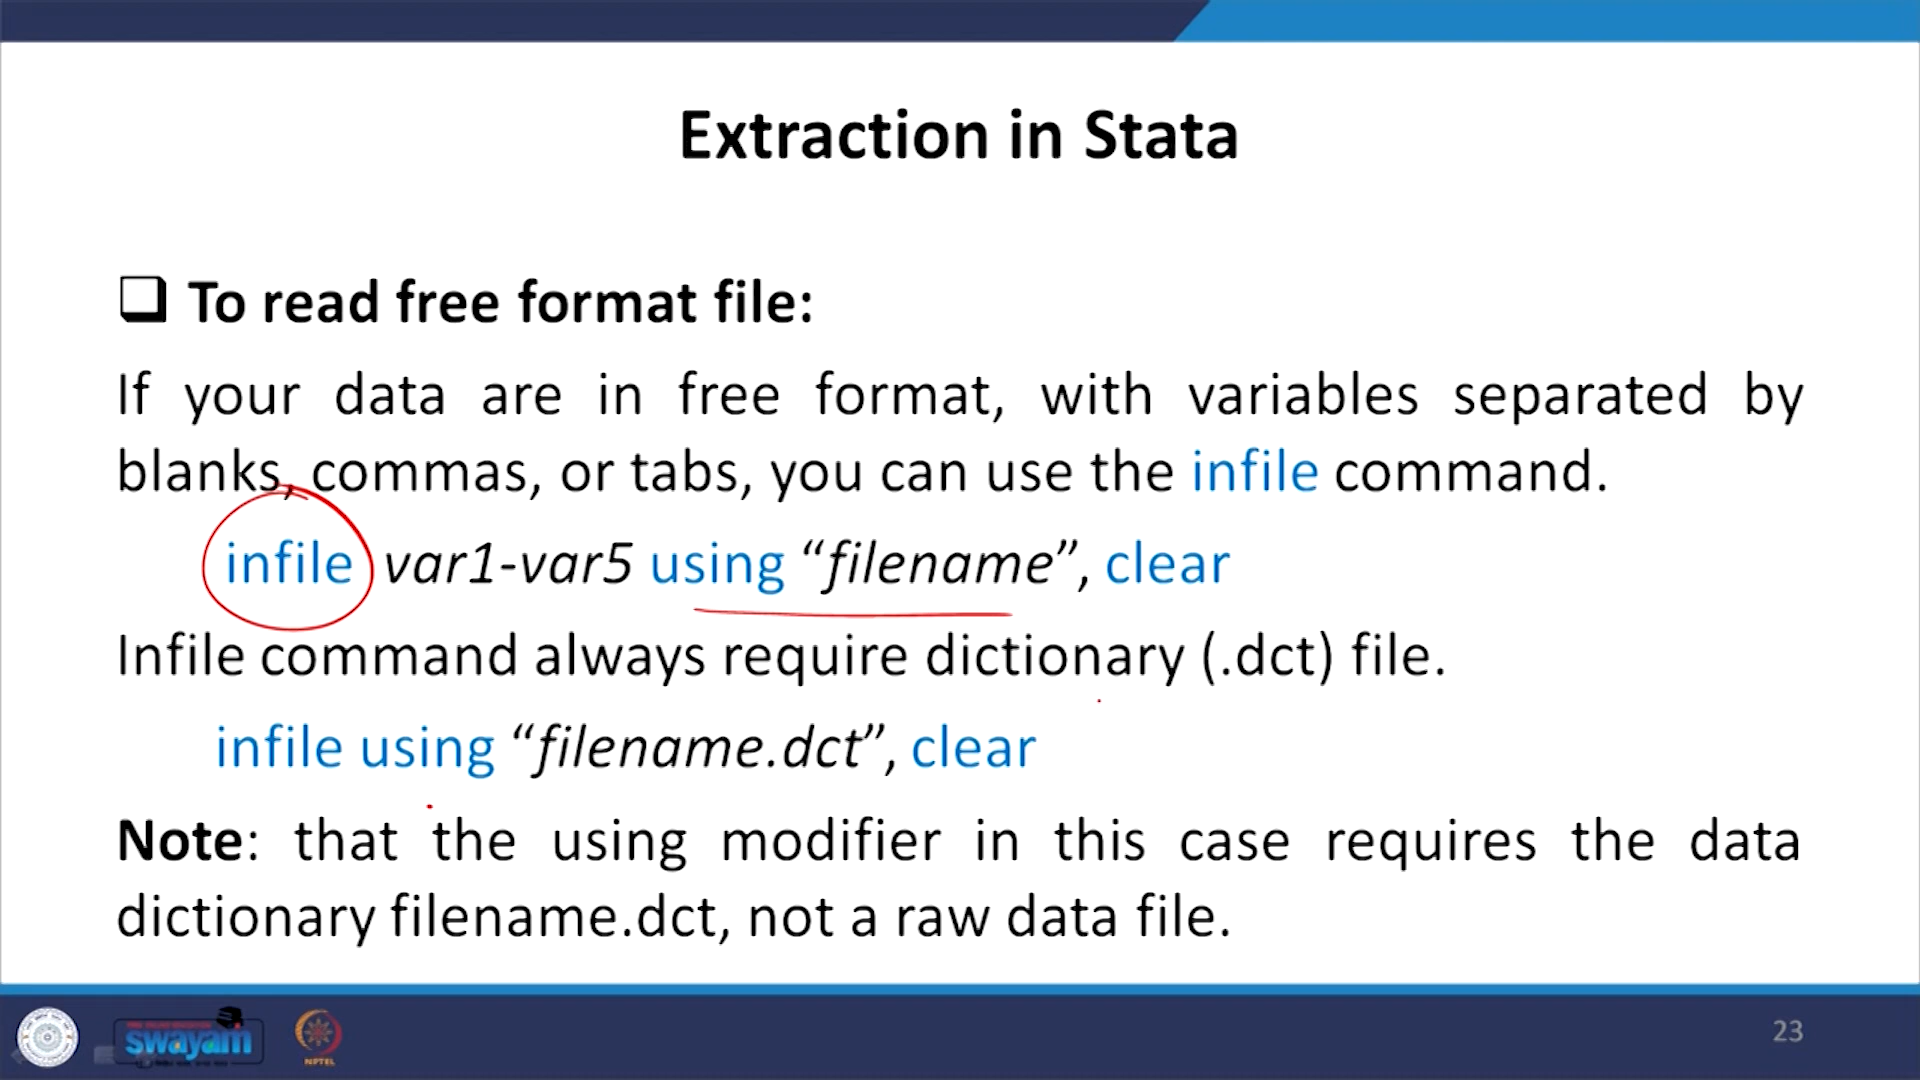 Extraction in Stata
To read free format file:
If your data are in free format, with variables separated by
blanks, commas, or tabs, you can use the infile command.
infile var1-var5 using “filename”, clear
Infile command always require dictionary (.dct) file.
infile using “filename.dct”, clear
Note: that the using modifier in this case requires the data
dictionary filename.dct, not a raw data file.
swayam
NPTEL
23